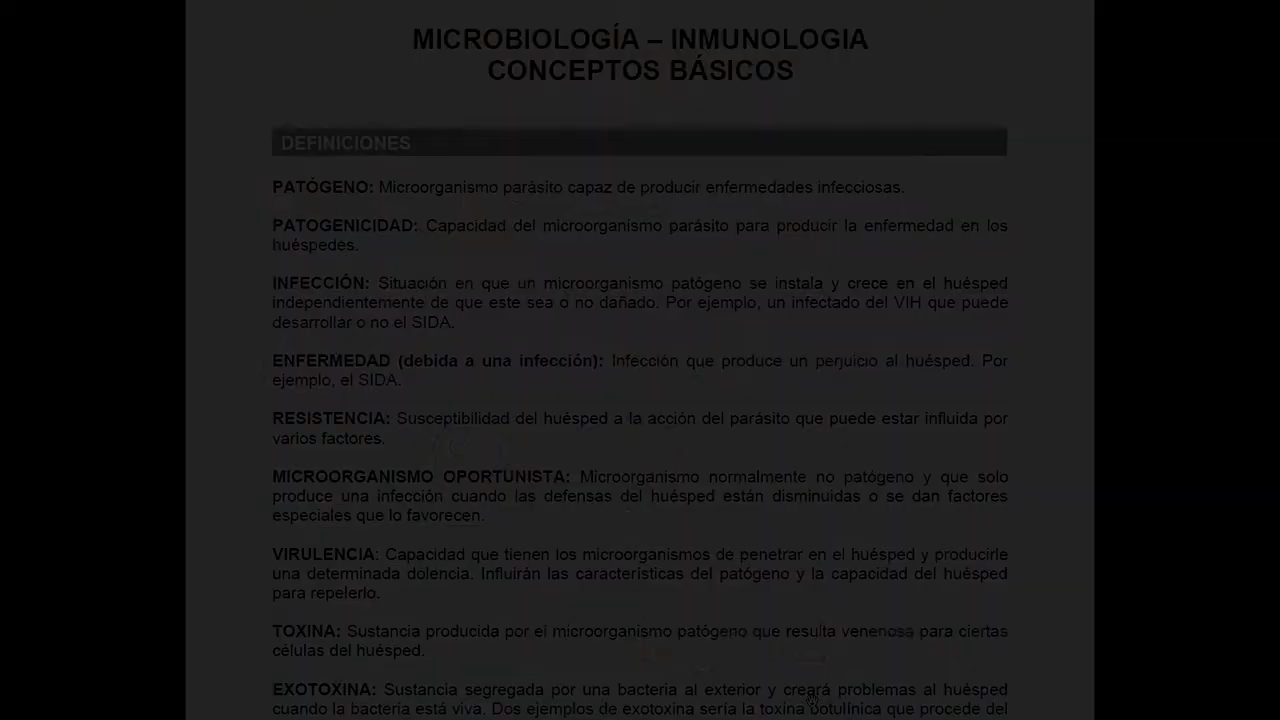 MICROBIOLOGÍA – INMUNOLOGIA
CONCEPTOS BÁSICOS
DEFINICIONES
PATÓGENO: Microorganismo parásito capaz de producir enfermedades infecciosas.
PATOGENICIDAD: Capacidad del microorganismo parásito para producir la enfermedad en los
huéspedes.
INFECCIÓN: Situación en que un microorganismo patógeno se instala y crece en el huésped
independientemente de que este sea o no dañado. Por ejemplo, un infectado del VIH que puede
desarrollar o no el SIDA.
ENFERMEDAD (debida a una infección): Infección que produce un perjuicio al huésped. Por
ejemplo, el SIDA.
RESISTENCIA: Susceptibilidad del huésped a la acción del parásito que puede estar influida por
varios factores.
MICROORGANISMO OPORTUNISTA: Microorganismo normalmente no patógeno y que solo
produce una infección cuando las defensas del huésped están disminuidas o se dan factores
especiales que lo favorecen.
VIRULENCIA: Capacidad que tienen los microorganismos de penetrar en el huésped y producirle
una determinada dolencia. Influirán las características del patógeno y la capacidad del huésped
para repelerlo.
TOXINA: Sustancia producida por el microorganismo patógeno que resulta venenosa para ciertas
células del huésped.
EXOTOXINA: Sustancia segregada por una bacteria al exterior y creará problemas al huésped
cuando la bacteria está viva. Dos ejemplos de exotoxina sería la toxina botulínica que procede del